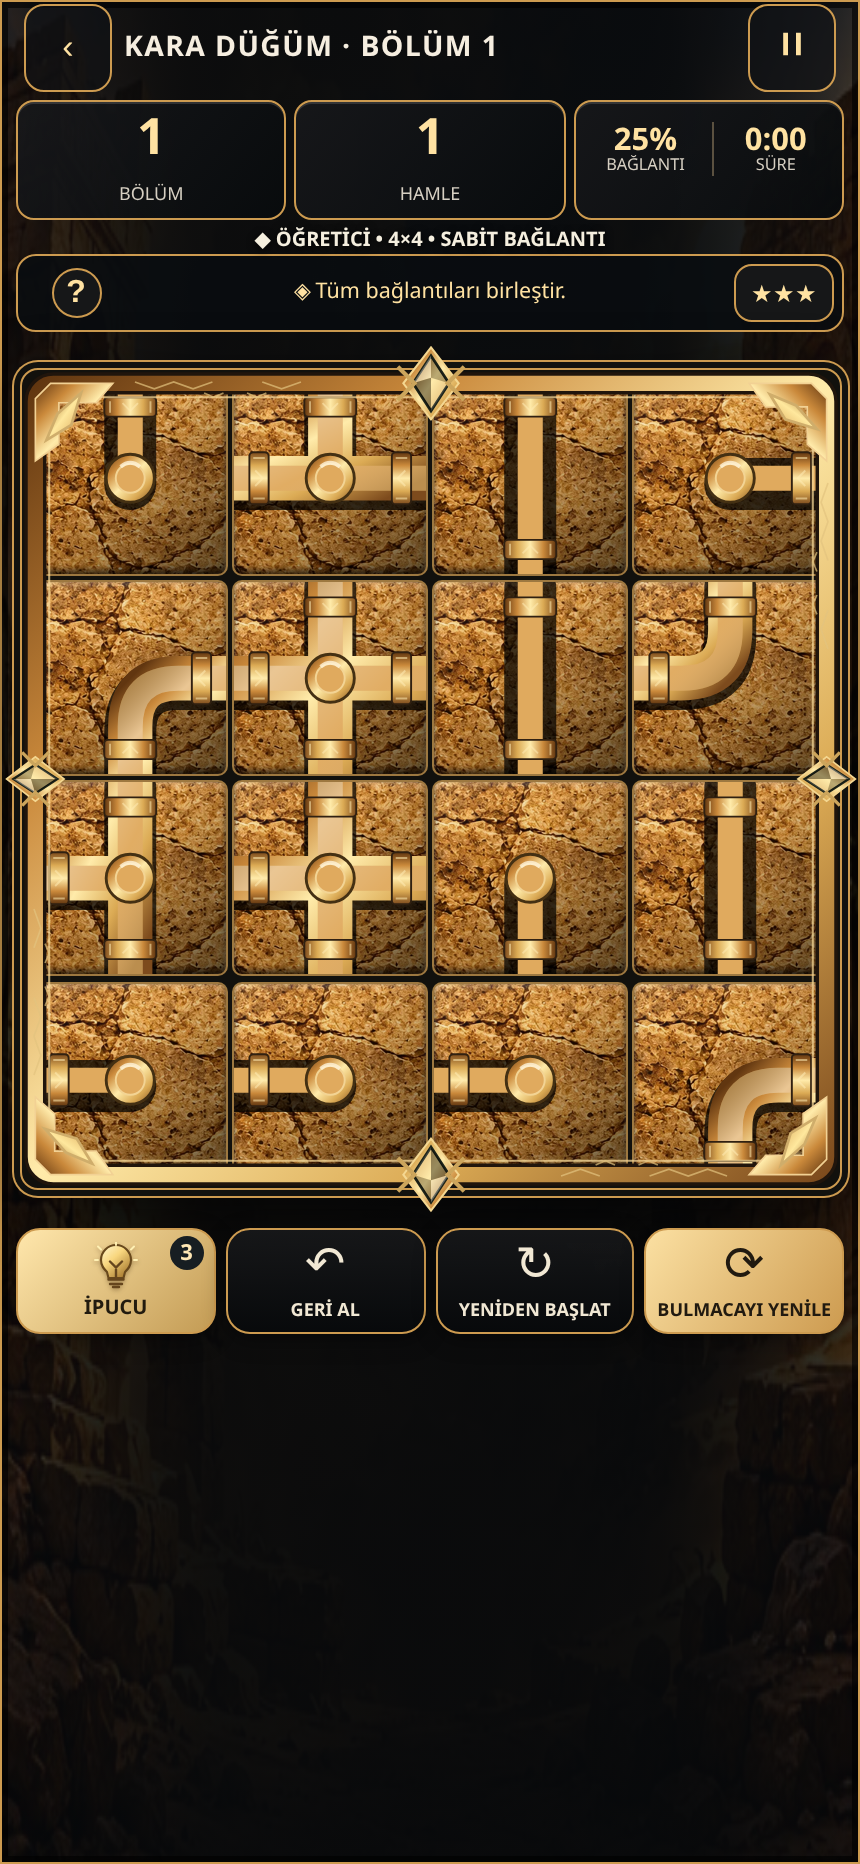 ‹ KARA DÜĞÜM · BÖLÜM 1
1
BÖLÜM
1
HAMLE
25%
BAĞLANTI
0:00
SÜRE
◆ ÖĞRETİCİ • 4×4 • SABİT BAĞLANTI
?
◈ Tüm bağlantıları birleştir.
★★★
3
İPUCU
GERİ AL
YENİDEN BAŞLAT
BULMACAYI YENİLE